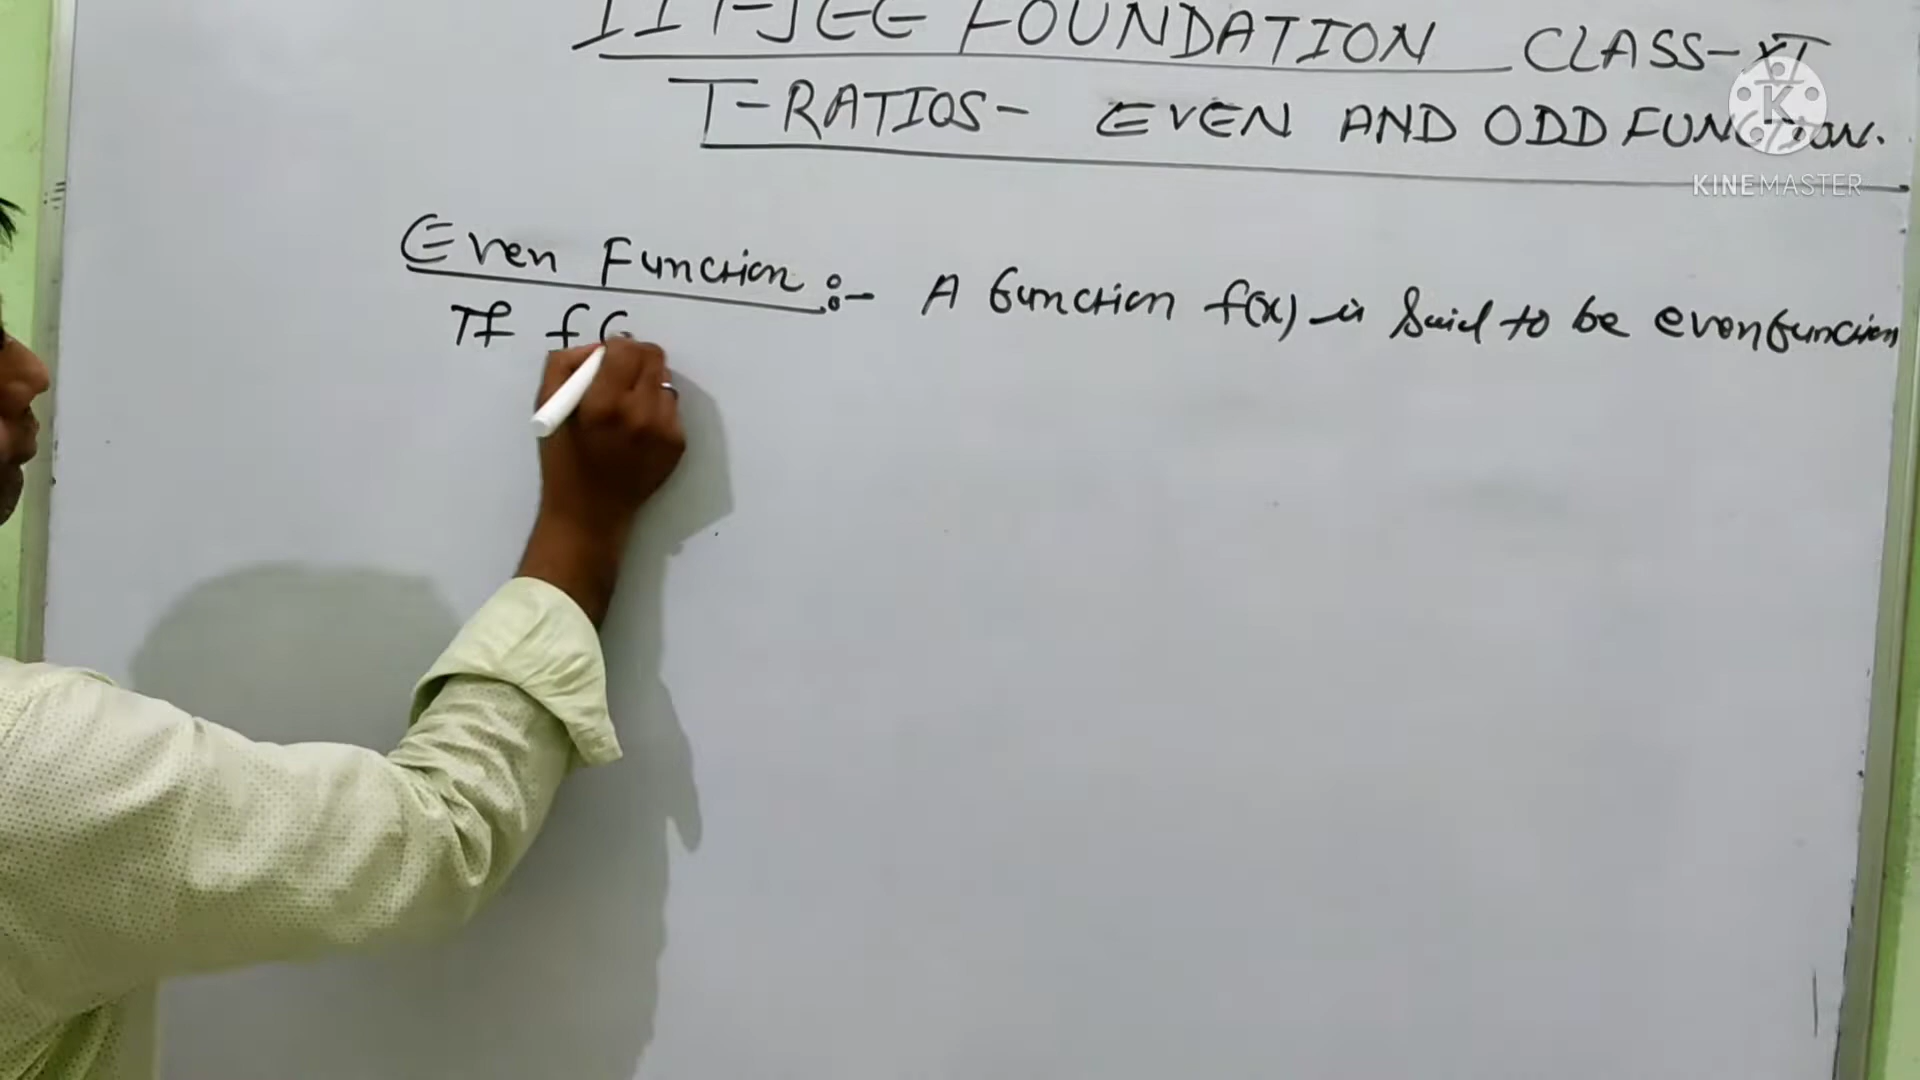 IIT-JEE FOUNDATION CLASS-XI
T-RATIOS- EVEN AND ODD FUNCTION.
KINEMASTER
Even Function :- A function f(x) is said to be even function
If f(